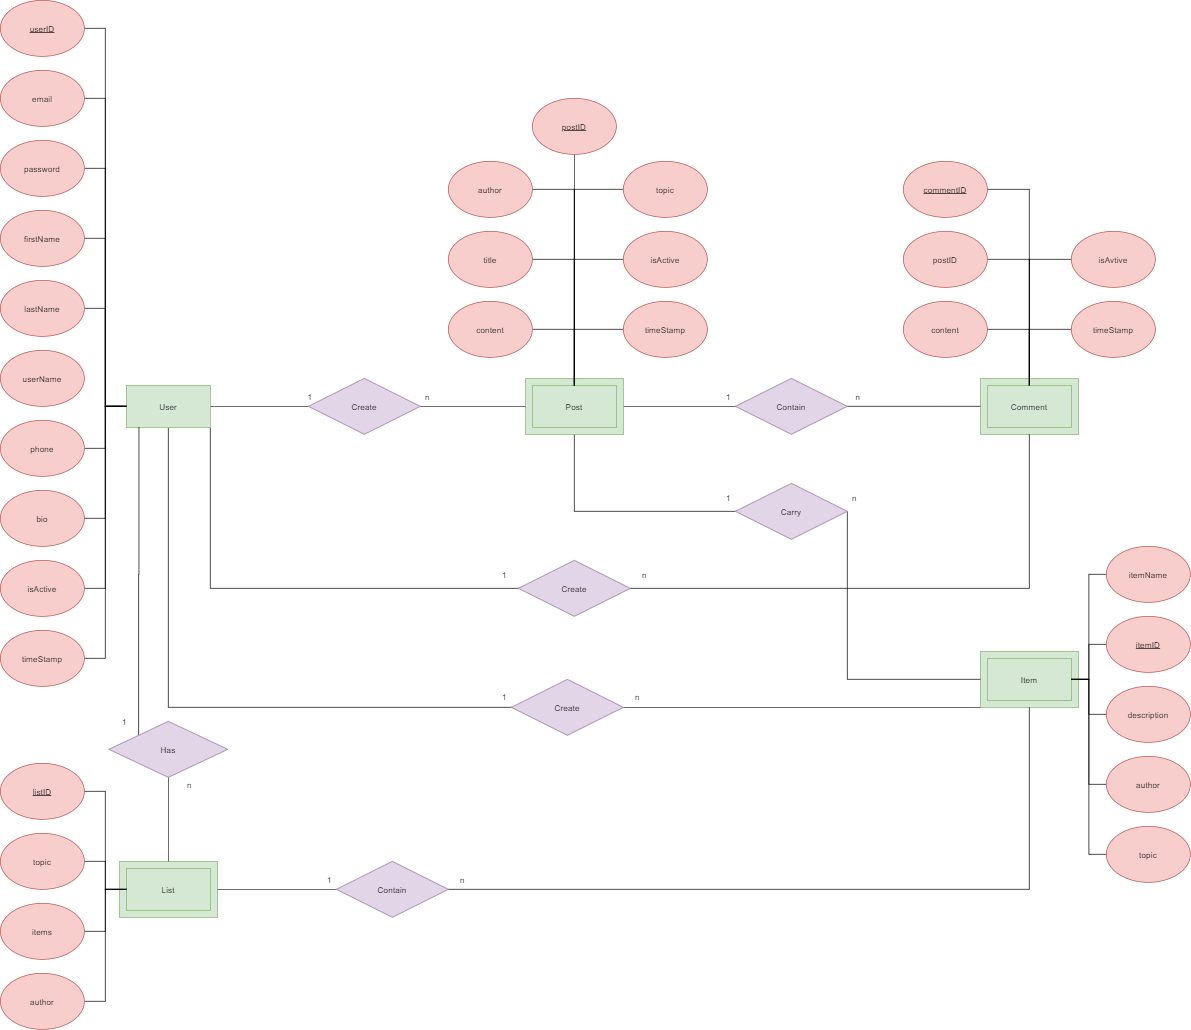 userID
email
password
firstName
lastName
userName
phone
bio
isActive
timeStamp
postID
author
topic
title
isActive
content
timeStamp
commentID
postID
isAvtive
content
timeStamp
User
1
Create
n
Post
1
Contain
n
Comment
1
Carry
n
1
Create
n
itemName
itemID
description
author
topic
Item
1
Create
n
1
Has
n
listID
topic
items
author
List
1
Contain
n